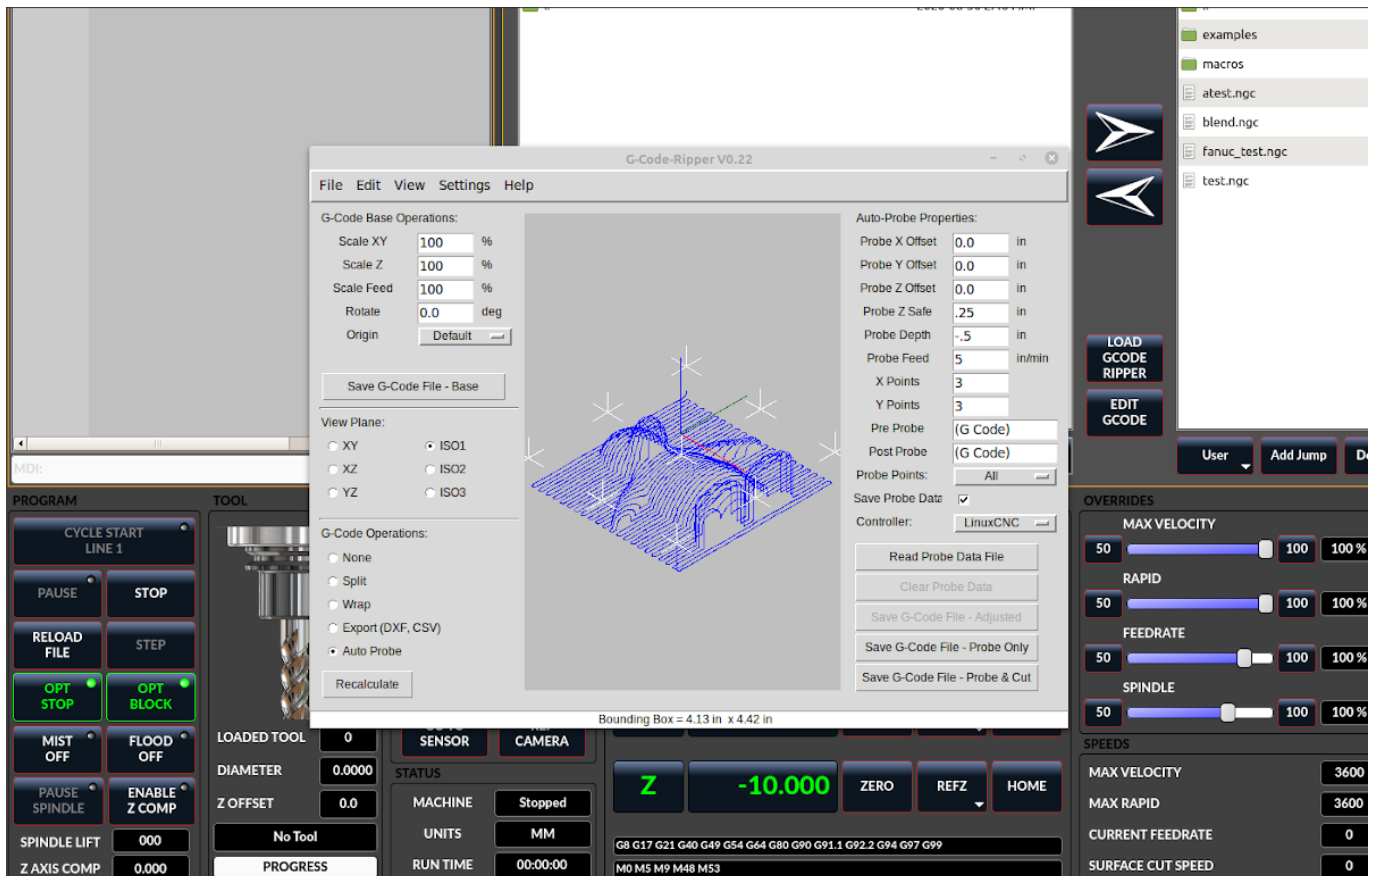 examples
macros
atest.ngc
blend.ngc
fanuc_test.ngc
test.ngc
G-Code-Ripper V0.22
File Edit View Settings Help
G-Code Base Operations:
Scale XY 100 %
Scale Z 100 %
Scale Feed 100 %
Rotate 0.0 deg
Origin Default
Save G-Code File - Base
View Plane:
XY ISO1
XZ ISO2
YZ ISO3
G-Code Operations:
None
Split
Wrap
Export (DXF, CSV)
Auto Probe
Recalculate
Auto-Probe Properties:
Probe X Offset 0.0 in
Probe Y Offset 0.0 in
Probe Z Offset 0.0 in
Probe Z Safe .25 in
Probe Depth -.5 in
Probe Feed 5 in/min
X Points 3
Y Points 3
Pre Probe (G Code)
Post Probe (G Code)
Probe Points: All
Save Probe Data
Controller: LinuxCNC
Read Probe Data File
Clear Probe Data
Save G-Code File - Adjusted
Save G-Code File - Probe Only
Save G-Code File - Probe & Cut
Bounding Box = 4.13 in x 4.42 in
LOAD
GCODE
RIPPER
EDIT
GCODE
User Add Jump
MDI:
PROGRAM
CYCLE START
LINE 1
PAUSE STOP
RELOAD
FILE
STEP
OPT
STOP
OPT
BLOCK
MIST
OFF
FLOOD
OFF
PAUSE
SPINDLE
ENABLE
Z COMP
SPINDLE LIFT 000
Z AXIS COMP 0.000
TOOL
LOADED TOOL 0
DIAMETER 0.0000
Z OFFSET 0.0
No Tool
PROGRESS
SENSOR
CAMERA
STATUS
MACHINE Stopped
UNITS MM
RUN TIME 00:00:00
Z -10.000 ZERO REFZ HOME
G8 G17 G21 G40 G49 G54 G64 G80 G90 G91.1 G92.2 G94 G97 G99
M0 M5 M9 M48 M53
OVERRIDES
MAX VELOCITY
50 100 100 %
RAPID
50 100 100 %
FEEDRATE
50 100 100 %
SPINDLE
50 100 100 %
SPEEDS
MAX VELOCITY 3600
MAX RAPID 3600
CURRENT FEEDRATE 0
SURFACE CUT SPEED 0